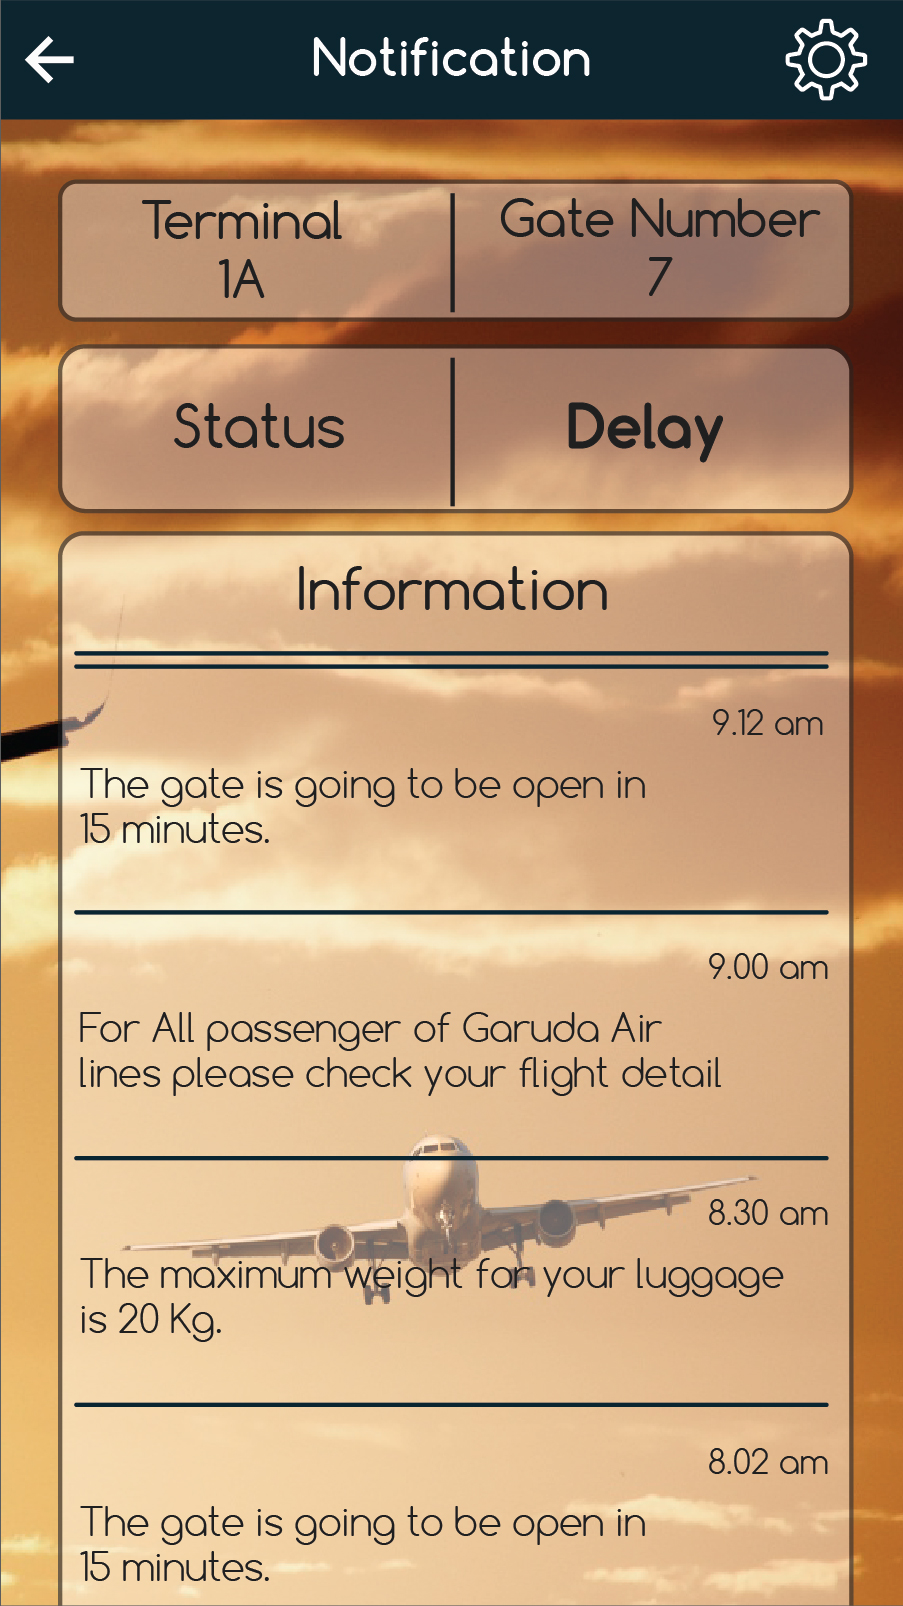 Notification
Terminal
1A
Gate Number
7
Status
Delay
Information
9.12 am
The gate is going to be open in
15 minutes.
9.00 am
For All passenger of Garuda Air
lines please check your flight detail
8.30 am
The maximum weight for your luggage
is 20 Kg.
8.02 am
The gate is going to be open in
15 minutes.